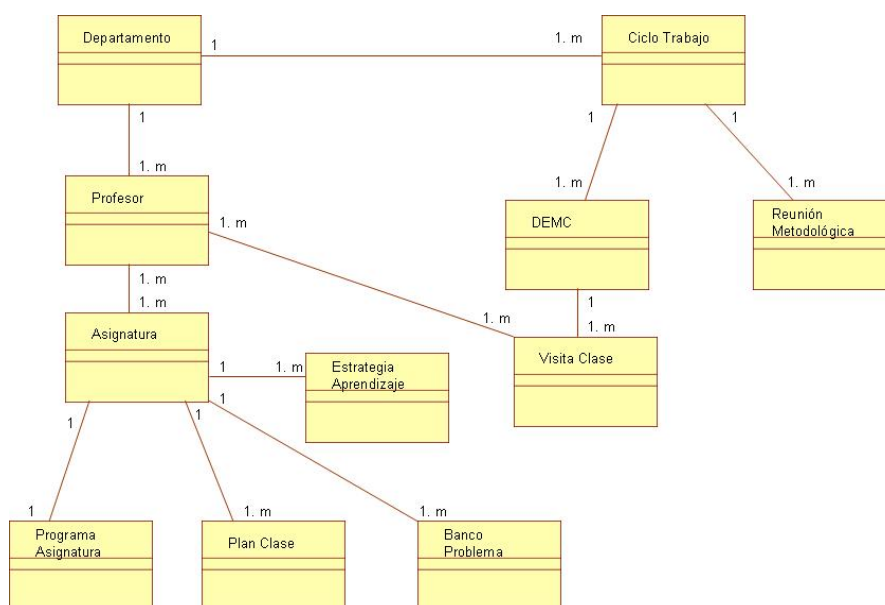 Departamento
1
1. m
Ciclo Trabajo
1
1
1
1. m
1. m
1. m
Profesor
1. m
DEMC
Reunión
Metodológica
1. m
1. m
1
1. m
1. m
Asignatura
1
1. m
Estrategia
Aprendizaje
Visita Clase
1
1
1
1
1. m
1. m
Programa
Asignatura
Plan Clase
Banco
Problema